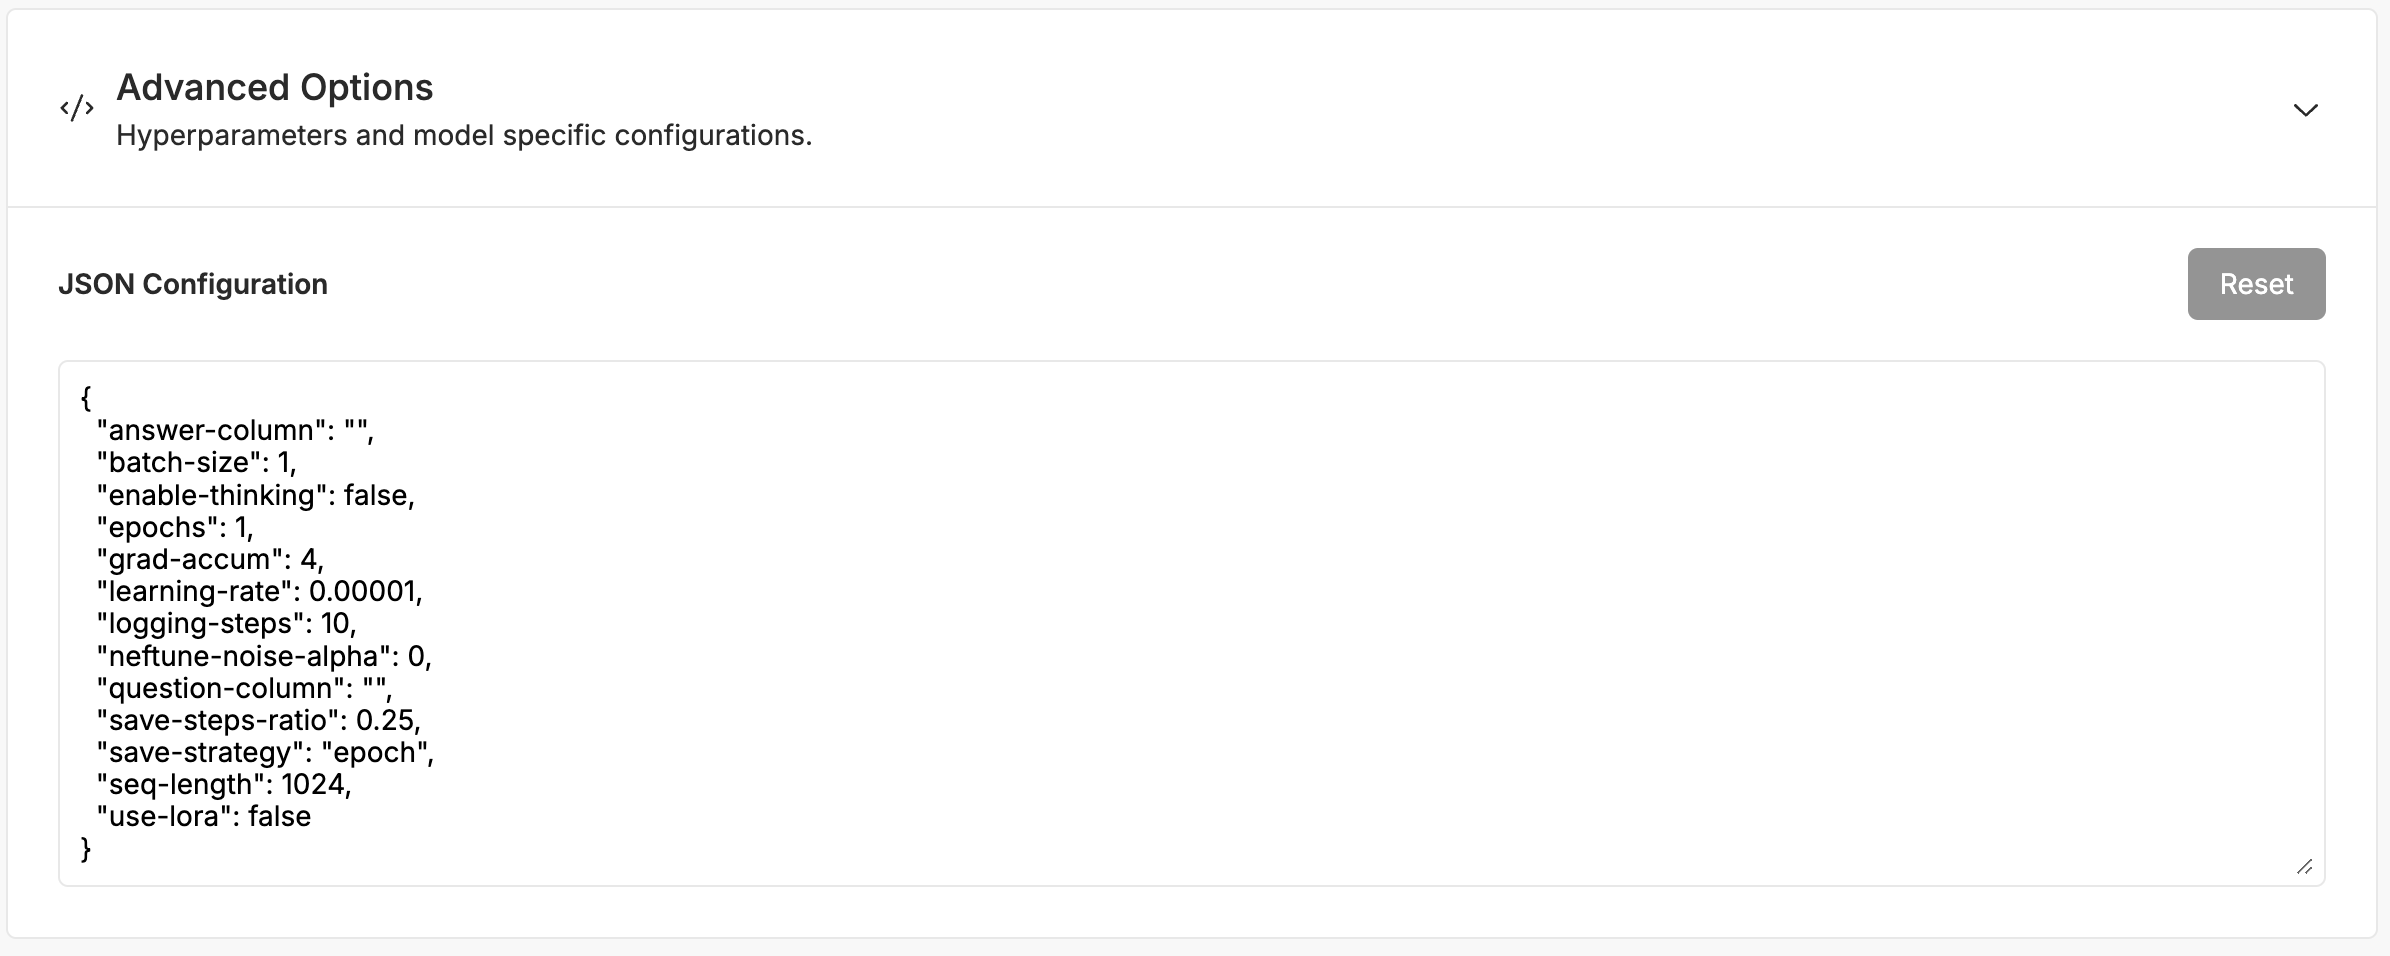 Advanced Options
Hyperparameters and model specific configurations.
JSON Configuration
Reset
{
  "answer-column": "",
  "batch-size": 1,
  "enable-thinking": false,
  "epochs": 1,
  "grad-accum": 4,
  "learning-rate": 0.00001,
  "logging-steps": 10,
  "neftune-noise-alpha": 0,
  "question-column": "",
  "save-steps-ratio": 0.25,
  "save-strategy": "epoch",
  "seq-length": 1024,
  "use-lora": false
}